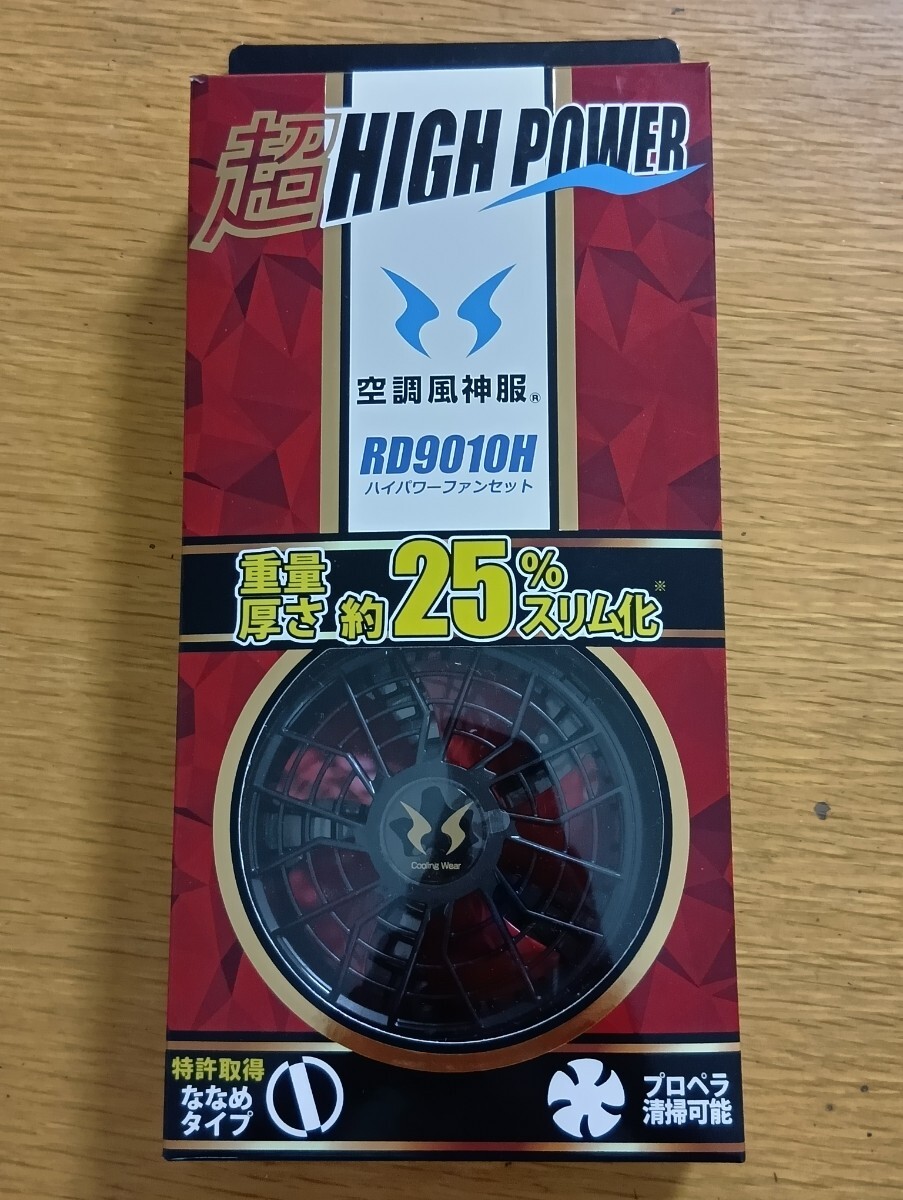 超HIGH POWER
空調風神服®
RD9010H
ハイパワーファンセット
重量
厚さ 約25%スリム化※
Cooling Wear
特許取得
ななめ
タイプ
プロペラ
清掃可能